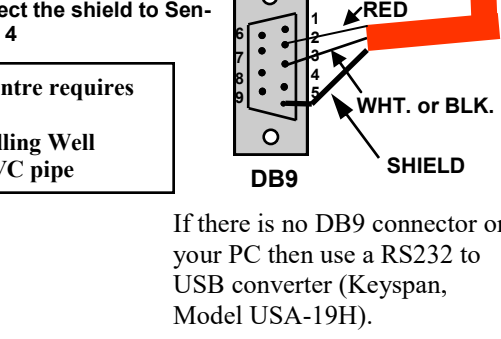 ect the shield to Sen-
4
ntre requires
lling Well
VC pipe
RED
1
2
3
4
5
6
7
8
9
WHT. or BLK.
SHIELD
DB9
If there is no DB9 connector on
your PC then use a RS232 to
USB converter (Keyspan,
Model USA-19H).